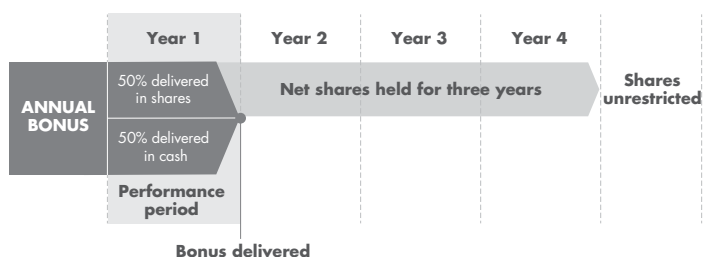 Year 1
Year 2
Year 3
Year 4
ANNUAL
BONUS
50% delivered
in shares
Net shares held for three years
Shares
unrestricted
50% delivered
in cash
Performance
period
Bonus delivered